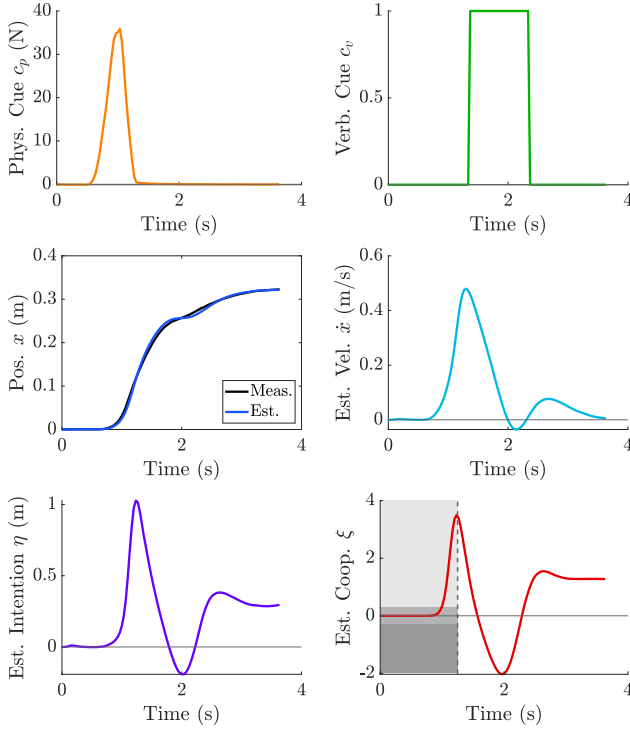 Phys. Cue c_p (N)
40
30
20
10
0
0 2 4
Time (s)
Verb. Cue c_v
1
0.5
0
0 2 4
Time (s)
Pos. x (m)
0.4
0.3
0.2
0.1
0
Meas.
Est.
0 2 4
Time (s)
Est. Vel. ẋ (m/s)
0.6
0.4
0.2
0
0 2 4
Time (s)
Est. Intention η (m)
1
0.5
0
0 2 4
Time (s)
Est. Coop. ξ
4
2
0
-2
0 2 4
Time (s)